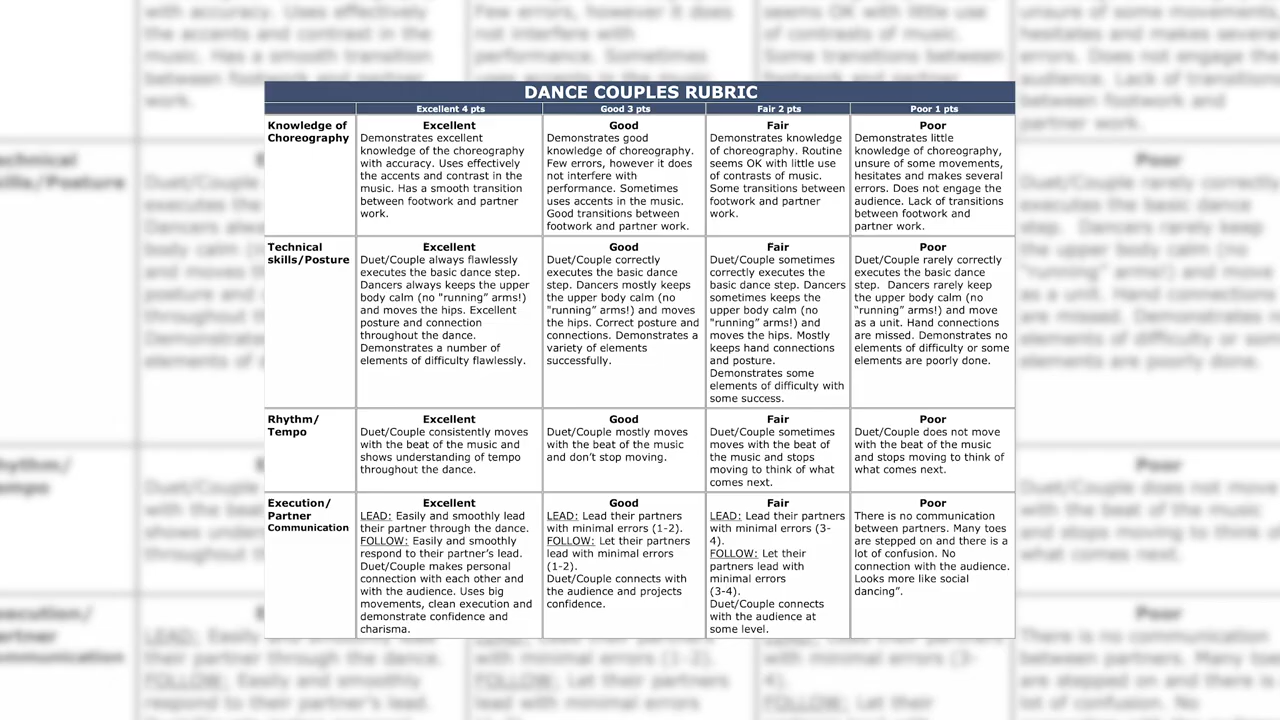 DANCE COUPLES RUBRIC
Excellent 4 pts
Good 3 pts
Fair 2 pts
Poor 1 pts
Knowledge of
Choreography
Excellent
Demonstrates excellent
knowledge of the choreography
with accuracy. Uses effectively
the accents and contrast in the
music. Has a smooth transition
between footwork and partner
work.
Good
Demonstrates good
knowledge of choreography.
Few errors, however it does
not interfere with
performance. Sometimes
uses accents in the music.
Good transitions between
footwork and partner work.
Fair
Demonstrates knowledge
of choreography. Routine
seems OK with little use
of contrasts of music.
Some transitions between
footwork and partner
work.
Poor
Demonstrates little
knowledge of choreography,
unsure of some movements,
hesitates and makes several
errors. Does not engage the
audience. Lack of transitions
between footwork and
partner work.
Technical
skills/Posture
Excellent
Duet/Couple always flawlessly
executes the basic dance step.
Dancers always keeps the upper
body calm (no "running" arms!)
and moves the hips. Excellent
posture and connection
throughout the dance.
Demonstrates a number of
elements of difficulty flawlessly.
Good
Duet/Couple correctly
executes the basic dance
step. Dancers mostly keeps
the upper body calm (no
"running" arms!) and moves
the hips. Correct posture and
connections. Demonstrates a
variety of elements
successfully.
Fair
Duet/Couple sometimes
correctly executes the
basic dance step. Dancers
sometimes keeps the
upper body calm (no
"running" arms!) and
moves the hips. Mostly
keeps hand connections
and posture.
Demonstrates some
elements of difficulty with
some success.
Poor
Duet/Couple rarely correctly
executes the basic dance
step.  Dancers rarely keep
the upper body calm (no
"running" arms!) and move
as a unit. Hand connections
are missed. Demonstrates no
elements of difficulty or some
elements are poorly done.
Rhythm/
Tempo
Excellent
Duet/Couple consistently moves
with the beat of the music and
shows understanding of tempo
throughout the dance.
Good
Duet/Couple mostly moves
with the beat of the music
and don't stop moving.
Fair
Duet/Couple sometimes
moves with the beat of
the music and stops
moving to think of what
comes next.
Poor
Duet/Couple does not move
with the beat of the music
and stops moving to think of
what comes next.
Execution/
Partner
Communication
Excellent
LEAD: Easily and smoothly lead
their partner through the dance.
FOLLOW: Easily and smoothly
respond to their partner's lead.
Duet/Couple makes personal
connection with each other and
with the audience. Uses big
movements, clean execution and
demonstrate confidence and
charisma.
Good
LEAD: Lead their partners
with minimal errors (1-2).
FOLLOW: Let their partners
lead with minimal errors
(1-2).
Duet/Couple connects with
the audience and projects
confidence.
Fair
LEAD: Lead their partners
with minimal errors (3-
4).
FOLLOW: Let their
partners lead with
minimal errors
(3-4).
Duet/Couple connects
with the audience at
some level.
Poor
There is no communication
between partners. Many toes
are stepped on and there is a
lot of confusion. No
connection with the audience.
Looks more like social
dancing".